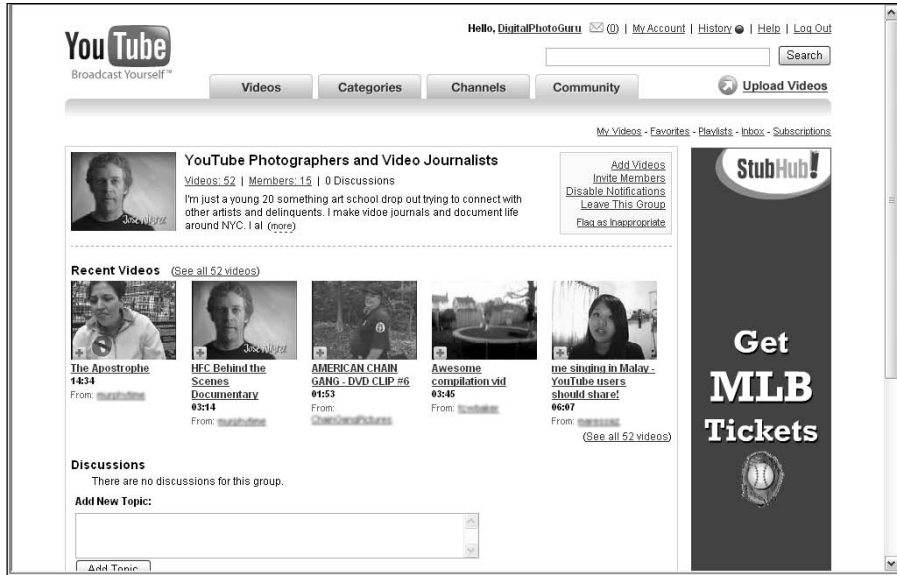 Hello, DigitalPhotoGuru (0) | My Account | History | Help | Log Out
YouTube
Broadcast Yourself™
Search
Videos
Categories
Channels
Community
Upload Videos
My Videos - Favorites - Playlists - Inbox - Subscriptions
YouTube Photographers and Video Journalists
Videos: 52 | Members: 15 | 0 Discussions
I'm just a young 20 something art school drop out trying to connect with
other artists and delinquents. I make vidoe journals and document life
around NYC. I al (more)
Add Videos
Invite Members
Disable Notifications
Leave This Group
Flag as Inappropriate
StubHub!
Get
MLB
Tickets
Recent Videos (See all 52 videos)
The Apostrophe
14:34
From:
HFC Behind the
Scenes
Documentary
03:14
From:
AMERICAN CHAIN
GANG - DVD CLIP #6
01:53
From:
ChainGangPictures
Awesome
compilation vid
03:45
From:
me singing in Malay -
YouTube users
should share!
06:07
From:
(See all 52 videos)
Discussions
There are no discussions for this group.
Add New Topic:
Add Topic